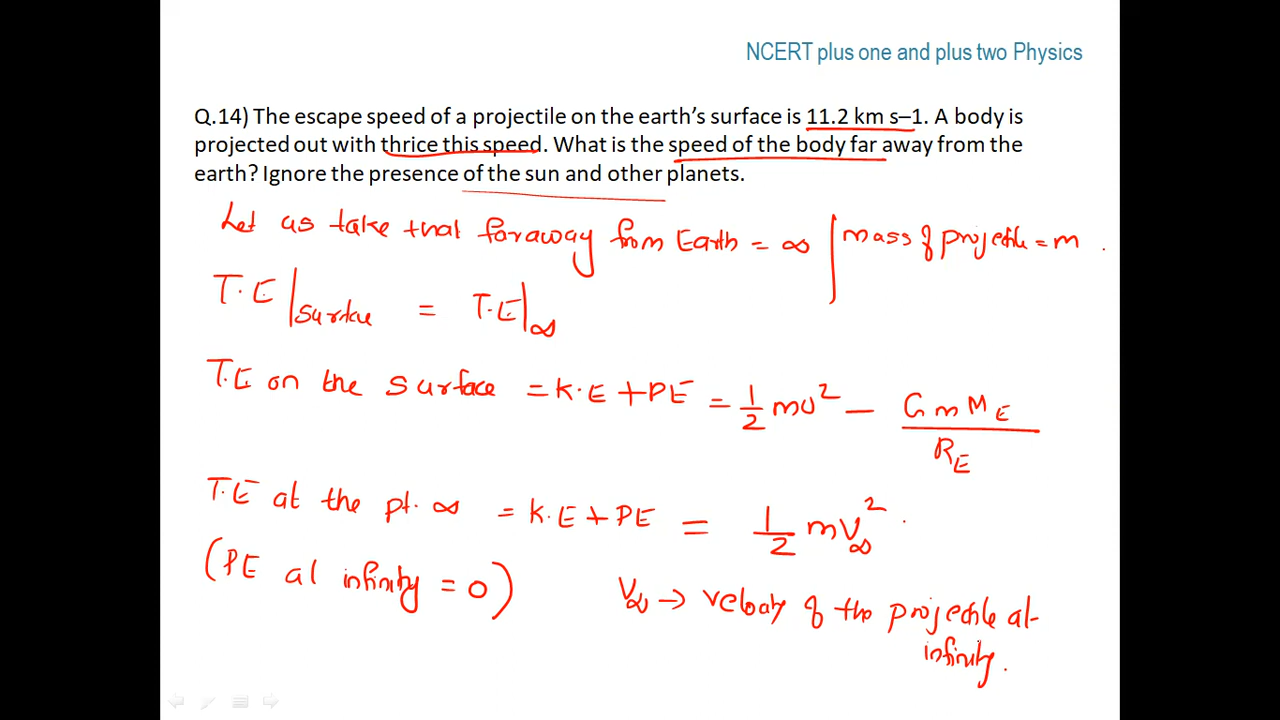 NCERT plus one and plus two Physics
Q.14) The escape speed of a projectile on the earth's surface is 11.2 km s–1. A body is
projected out with thrice this speed. What is the speed of the body far away from the
earth? Ignore the presence of the sun and other planets.
Let us take that faraway from Earth = ∞ | mass of projectile = m
T.E|surface = T.E|∞
T.E on the surface = K.E + PE = 1/2 mv² – G m M_E / R_E
T.E at the pt. ∞ = K.E + PE = 1/2 mV∞²
(PE at infinity = 0) V∞ → velocity of the projectile at
infinity.